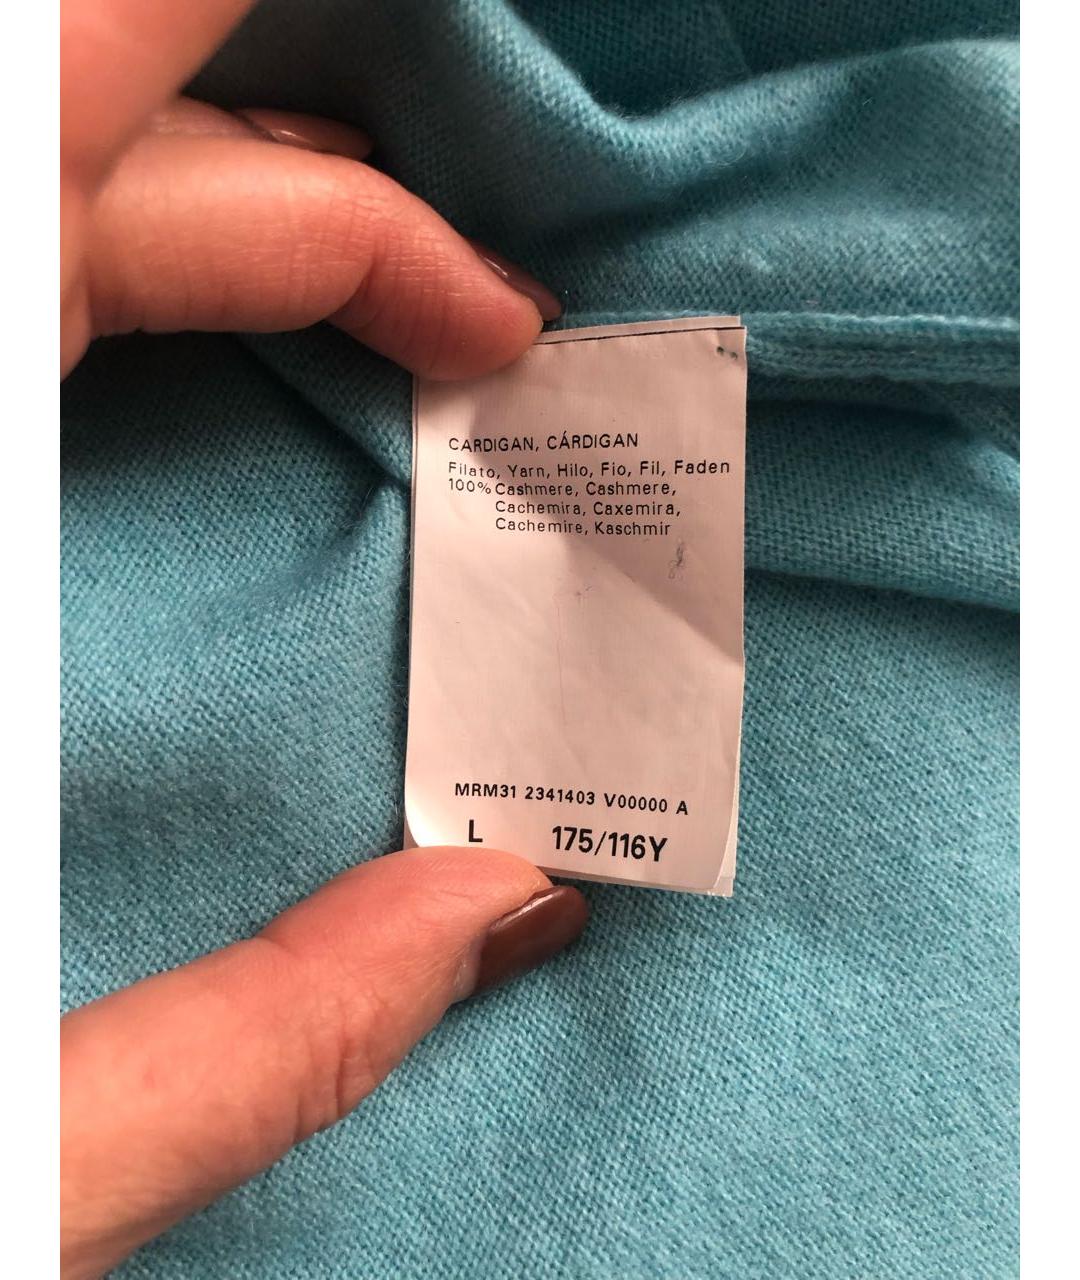 CARDIGAN, CÁRDIGAN
Filato, Yarn, Hilo, Fio, Fil, Faden
100% Cashmere, Cashmere,
Cachemira, Caxemira,
Cachemire, Kaschmir
MRM31 2341403 V00000 A
L 175/116Y